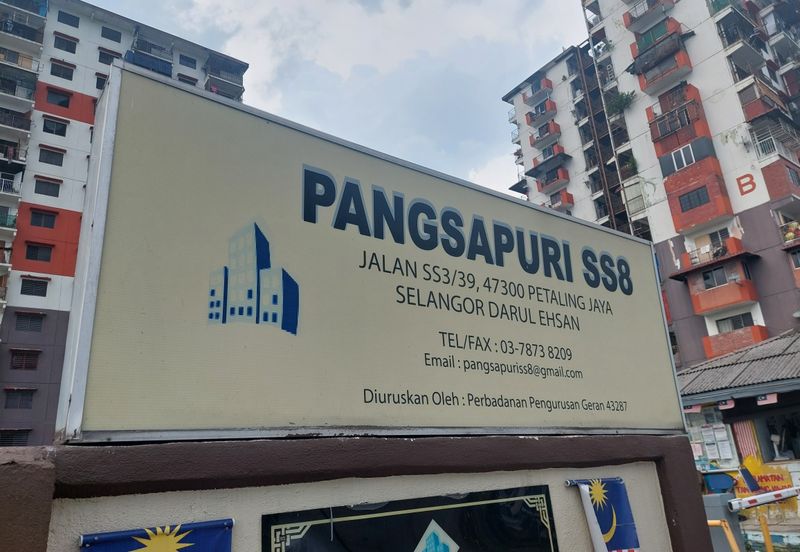 PANGSAPURI SS8
JALAN SS3/39, 47300 PETALING JAYA
SELANGOR DARUL EHSAN
TEL/FAX : 03-7873 8209
Email : pangsapuriss8@gmail.com
Diuruskan Oleh : Perbadanan Pengurusan Geran 43287
B